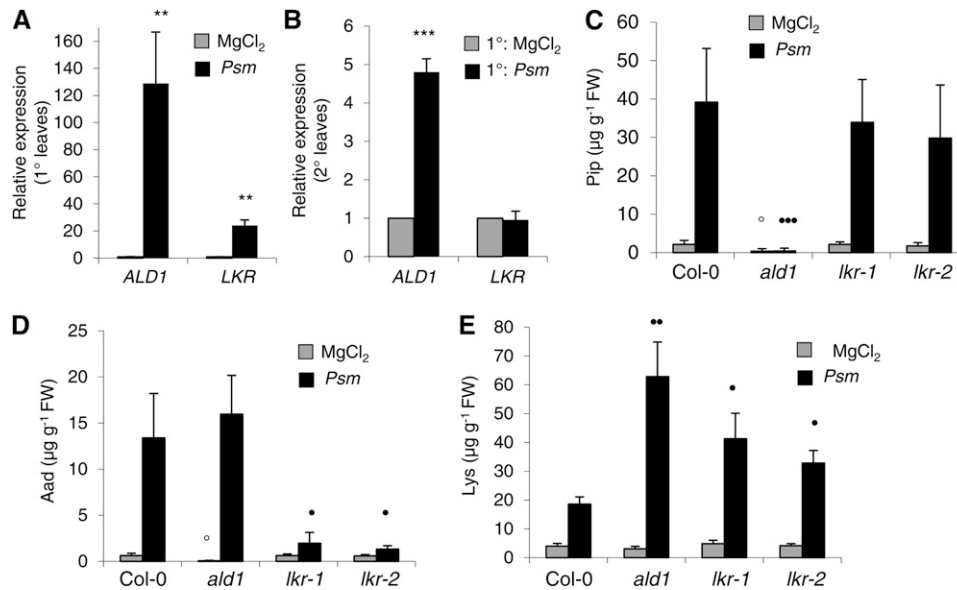 A
Relative expression
(1° leaves)
160
140
120
100
80
60
40
20
0
**
**
MgCl₂
Psm
ALD1
LKR
B
Relative expression
(2° leaves)
6
5
4
3
2
1
0
***
1°: MgCl₂
1°: Psm
ALD1
LKR
C
Pip (µg g⁻¹ FW)
60
50
40
30
20
10
0
MgCl₂
Psm
Col-0
ald1
lkr-1
lkr-2
D
Aad (µg g⁻¹ FW)
25
20
15
10
5
0
MgCl₂
Psm
Col-0
ald1
lkr-1
lkr-2
E
Lys (µg g⁻¹ FW)
80
70
60
50
40
30
20
10
0
MgCl₂
Psm
Col-0
ald1
lkr-1
lkr-2